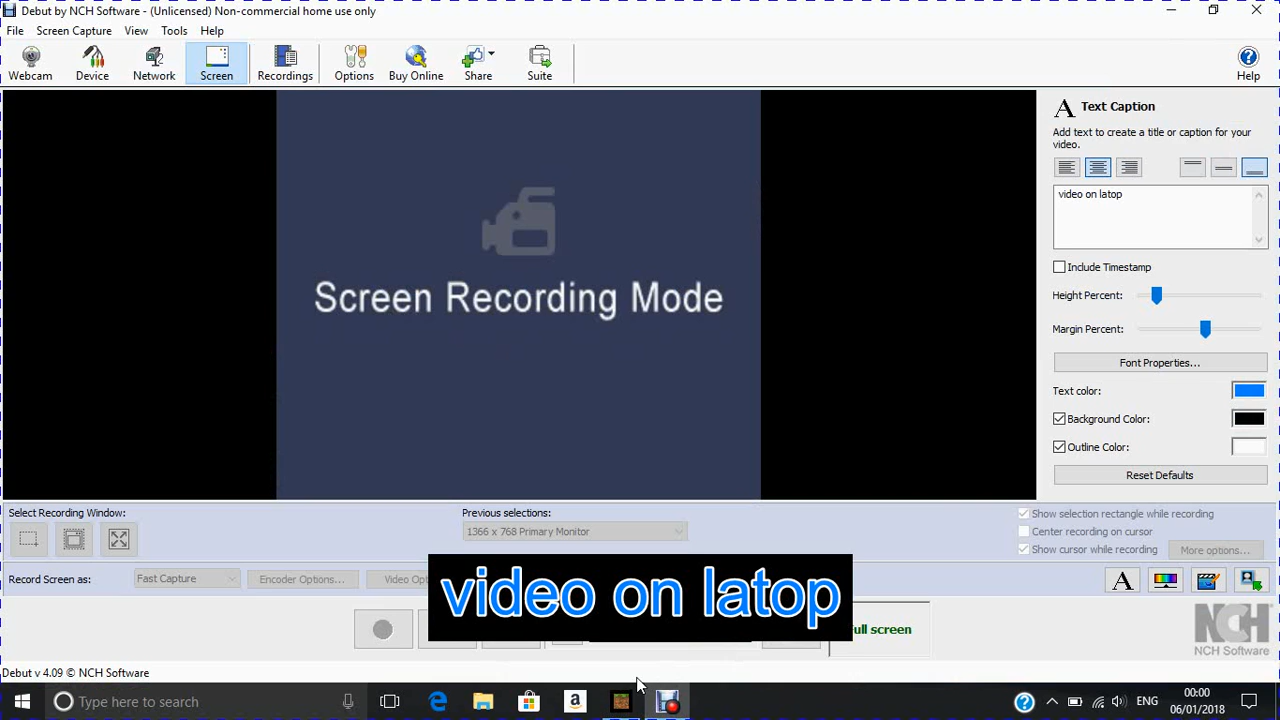 Debut by NCH Software - (Unlicensed) Non-commercial home use only
File Screen Capture View Tools Help
Webcam Device Network Screen Recordings Options Buy Online Share Suite Help
A Text Caption
Add text to create a title or caption for your
video.
video on latop
Include Timestamp
Height Percent:
Margin Percent:
Font Properties...
Text color:
Background Color:
Outline Color:
Reset Defaults
Screen Recording Mode
Select Recording Window:
Previous selections:
1366 x 768 Primary Monitor
Show selection rectangle while recording
Center recording on cursor
Show cursor while recording
More options...
Record Screen as:
Fast Capture
Encoder Options...
Video Opt
A
video on latop
ull screen
NCH
NCH Software
Debut v 4.09 © NCH Software
Type here to search
a
ENG
00:00
06/01/2018